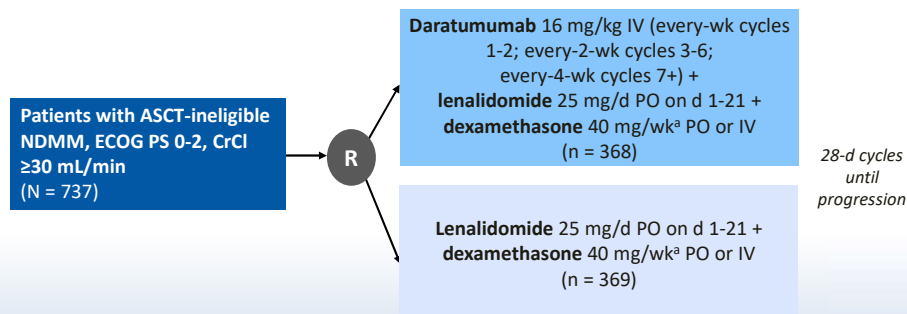 Patients with ASCT-ineligible
NDMM, ECOG PS 0-2, CrCl
≥30 mL/min
(N = 737)
R
Daratumumab 16 mg/kg IV (every-wk cycles
1-2; every-2-wk cycles 3-6;
every-4-wk cycles 7+) +
lenalidomide 25 mg/d PO on d 1-21 +
dexamethasone 40 mg/wkᵃ PO or IV
(n = 368)
Lenalidomide 25 mg/d PO on d 1-21 +
dexamethasone 40 mg/wkᵃ PO or IV
(n = 369)
28-d cycles
until
progression